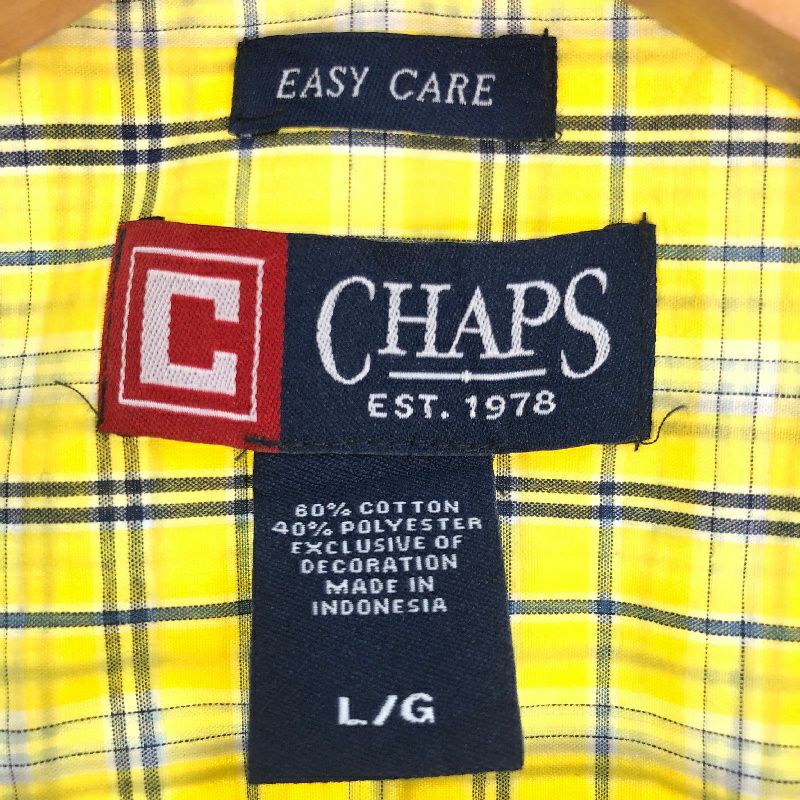 EASY CARE
C
CHAPS
EST. 1978
60% COTTON
40% POLYESTER
EXCLUSIVE OF
DECORATION
MADE IN
INDONESIA
L/G